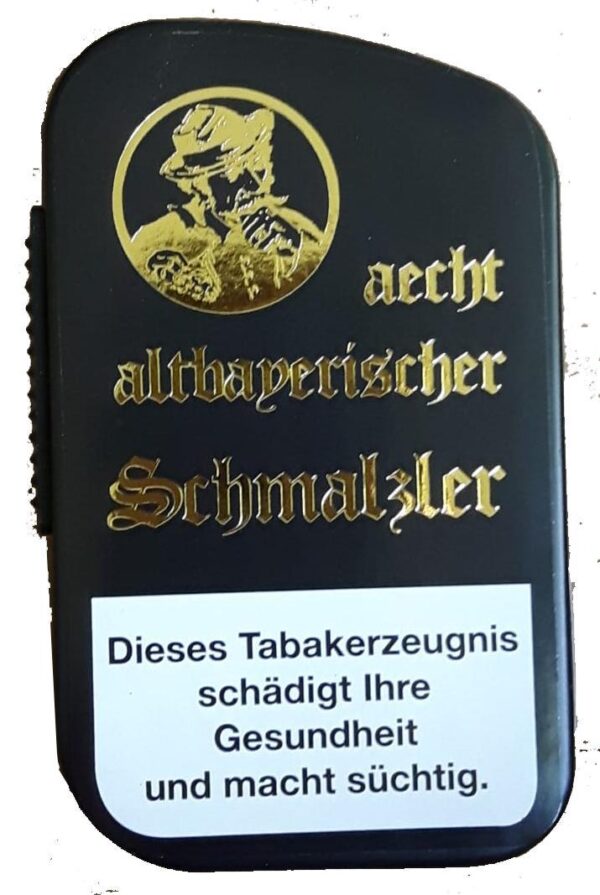 aecht
altbayerischer
Schmalzler
Dieses Tabakerzeugnis
schädigt Ihre
Gesundheit
und macht süchtig.